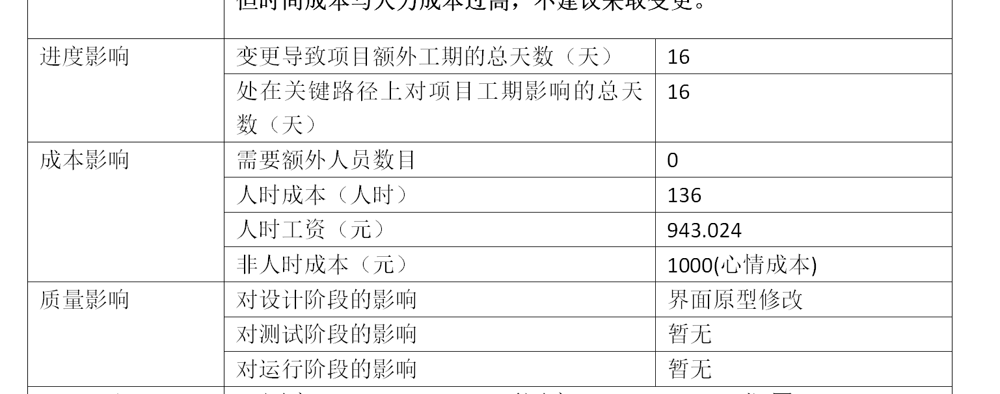 但时间成本与人力成本过高，不建议采取变更。
进度影响
变更导致项目额外工期的总天数（天）
16
处在关键路径上对项目工期影响的总天
数（天）
16
成本影响
需要额外人员数目
0
人时成本（人时）
136
人时工资（元）
943.024
非人时成本（元）
1000(心情成本)
质量影响
对设计阶段的影响
界面原型修改
对测试阶段的影响
暂无
对运行阶段的影响
暂无